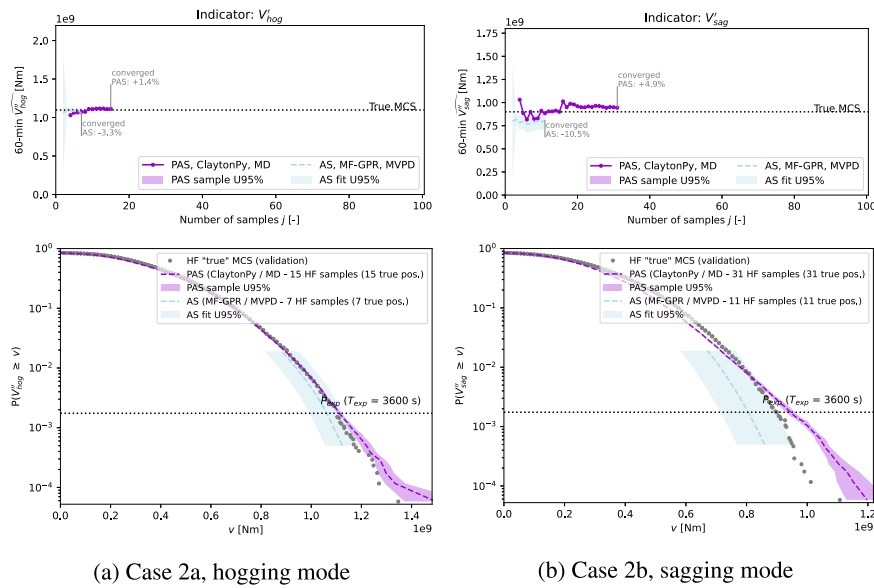 Indicator: V'hog
1e9
60-min V''hog [Nm]
2.0
1.5
1.0
0.5
0.0
converged
PAS: +1.4%
True MCS
converged
AS: -3.3%
PAS, ClaytonPy, MD
PAS sample U95%
AS, MF-GPR, MVPD
AS fit U95%
0 20 40 60 80 100
Number of samples j [-]
Indicator: V'sag
1e9
60-min V''sag [Nm]
1.75
1.50
1.25
1.00
0.75
0.50
0.25
0.00
converged
PAS: +4.9%
True MCS
converged
AS: -10.5%
PAS, ClaytonPy, MD
PAS sample U95%
AS, MF-GPR, MVPD
AS fit U95%
0 20 40 60 80 100
Number of samples j [-]
P(V''hog ≥ v)
10^0
10^-1
10^-2
10^-3
10^-4
HF "true" MCS (validation)
PAS (ClaytonPy / MD - 15 HF samples (15 true pos.)
PAS sample U95%
AS (MF-GPR / MVPD - 7 HF samples (7 true pos.)
AS fit U95%
Pexp (Texp = 3600 s)
0.0 0.2 0.4 0.6 0.8 1.0 1.2 1.4
v [Nm]
1e9
P(V''sag ≥ v)
10^0
10^-1
10^-2
10^-3
10^-4
HF "true" MCS (validation)
PAS (ClaytonPy / MD - 31 HF samples (31 true pos.)
PAS sample U95%
AS (MF-GPR / MVPD - 11 HF samples (11 true pos.)
AS fit U95%
Pexp (Texp = 3600 s)
0.0 0.2 0.4 0.6 0.8 1.0 1.2
v [Nm]
1e9
(a) Case 2a, hogging mode
(b) Case 2b, sagging mode